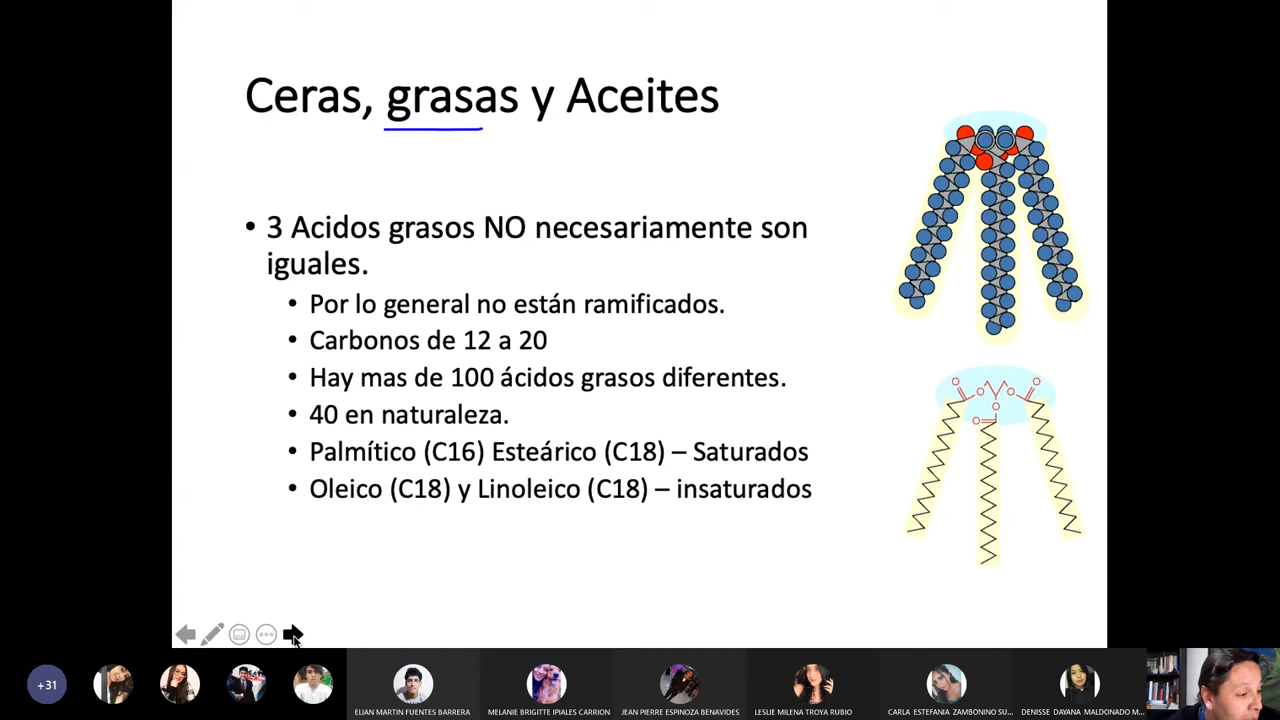 Ceras, grasas y Aceites
• 3 Acidos grasos NO necesariamente son
iguales.
• Por lo general no están ramificados.
• Carbonos de 12 a 20
• Hay mas de 100 ácidos grasos diferentes.
• 40 en naturaleza.
• Palmítico (C16) Esteárico (C18) – Saturados
• Oleico (C18) y Linoleico (C18) – insaturados
O O O O
O
O
+31
ELIAN MARTIN FUENTES BARRERA
MELANIE BRIGITTE IPIALES CARRION
JEAN PIERRE ESPINOZA BENAVIDES
LESLIE MILENA TROYA RUBIO
CARLA ESTEFANIA ZAMBONINO SU...
DENISSE DAYANA MALDONADO M...